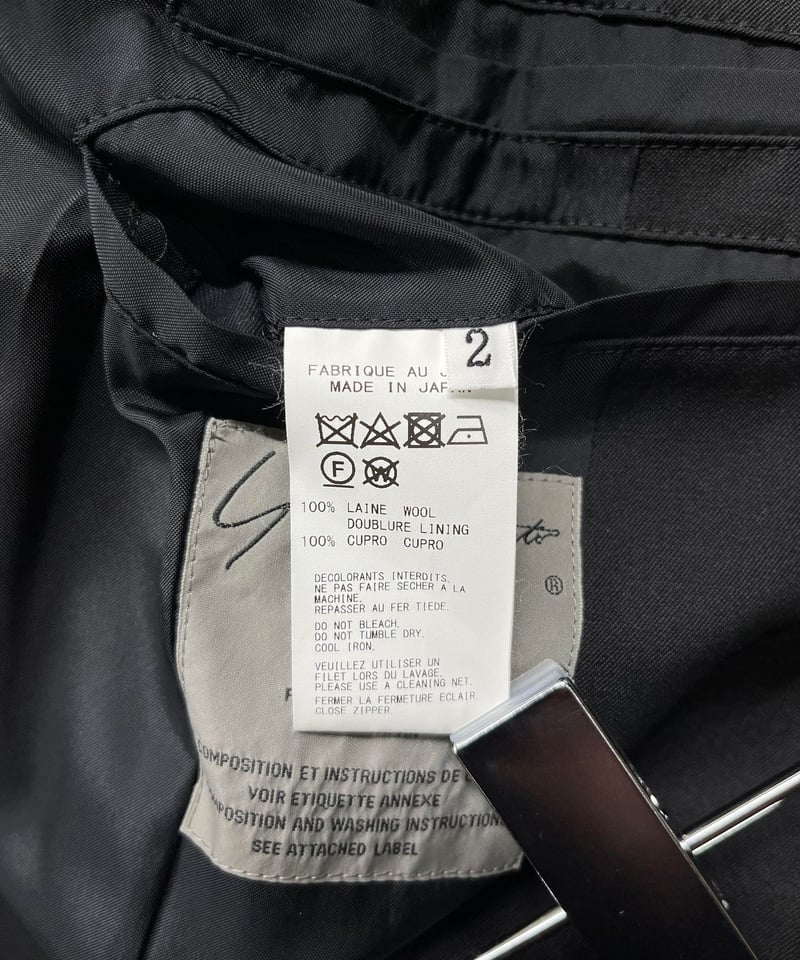 2
FABRIQUE AU
MADE IN
F
W
100% LAINE WOOL
DOUBLURE LINING
100% CUPRO CUPRO
DECOLORANTS INTERDITS.
NE PAS FAIRE SECHER A LA
MACHINE.
REPASSER AU FER TIEDE.
DO NOT BLEACH.
DO NOT TUMBLE DRY.
COOL IRON.
VEUILLEZ UTILISER UN
FILET LORS DU LAVAGE.
PLEASE USE A CLEANING NET.
FERMER LA FERMETURE ECLAIR.
CLOSE ZIPPER.
®
COMPOSITION ET INSTRUCTIONS DE
VOIR ETIQUETTE ANNEXE
COMPOSITION AND WASHING INSTRUCTIONS
SEE ATTACHED LABEL